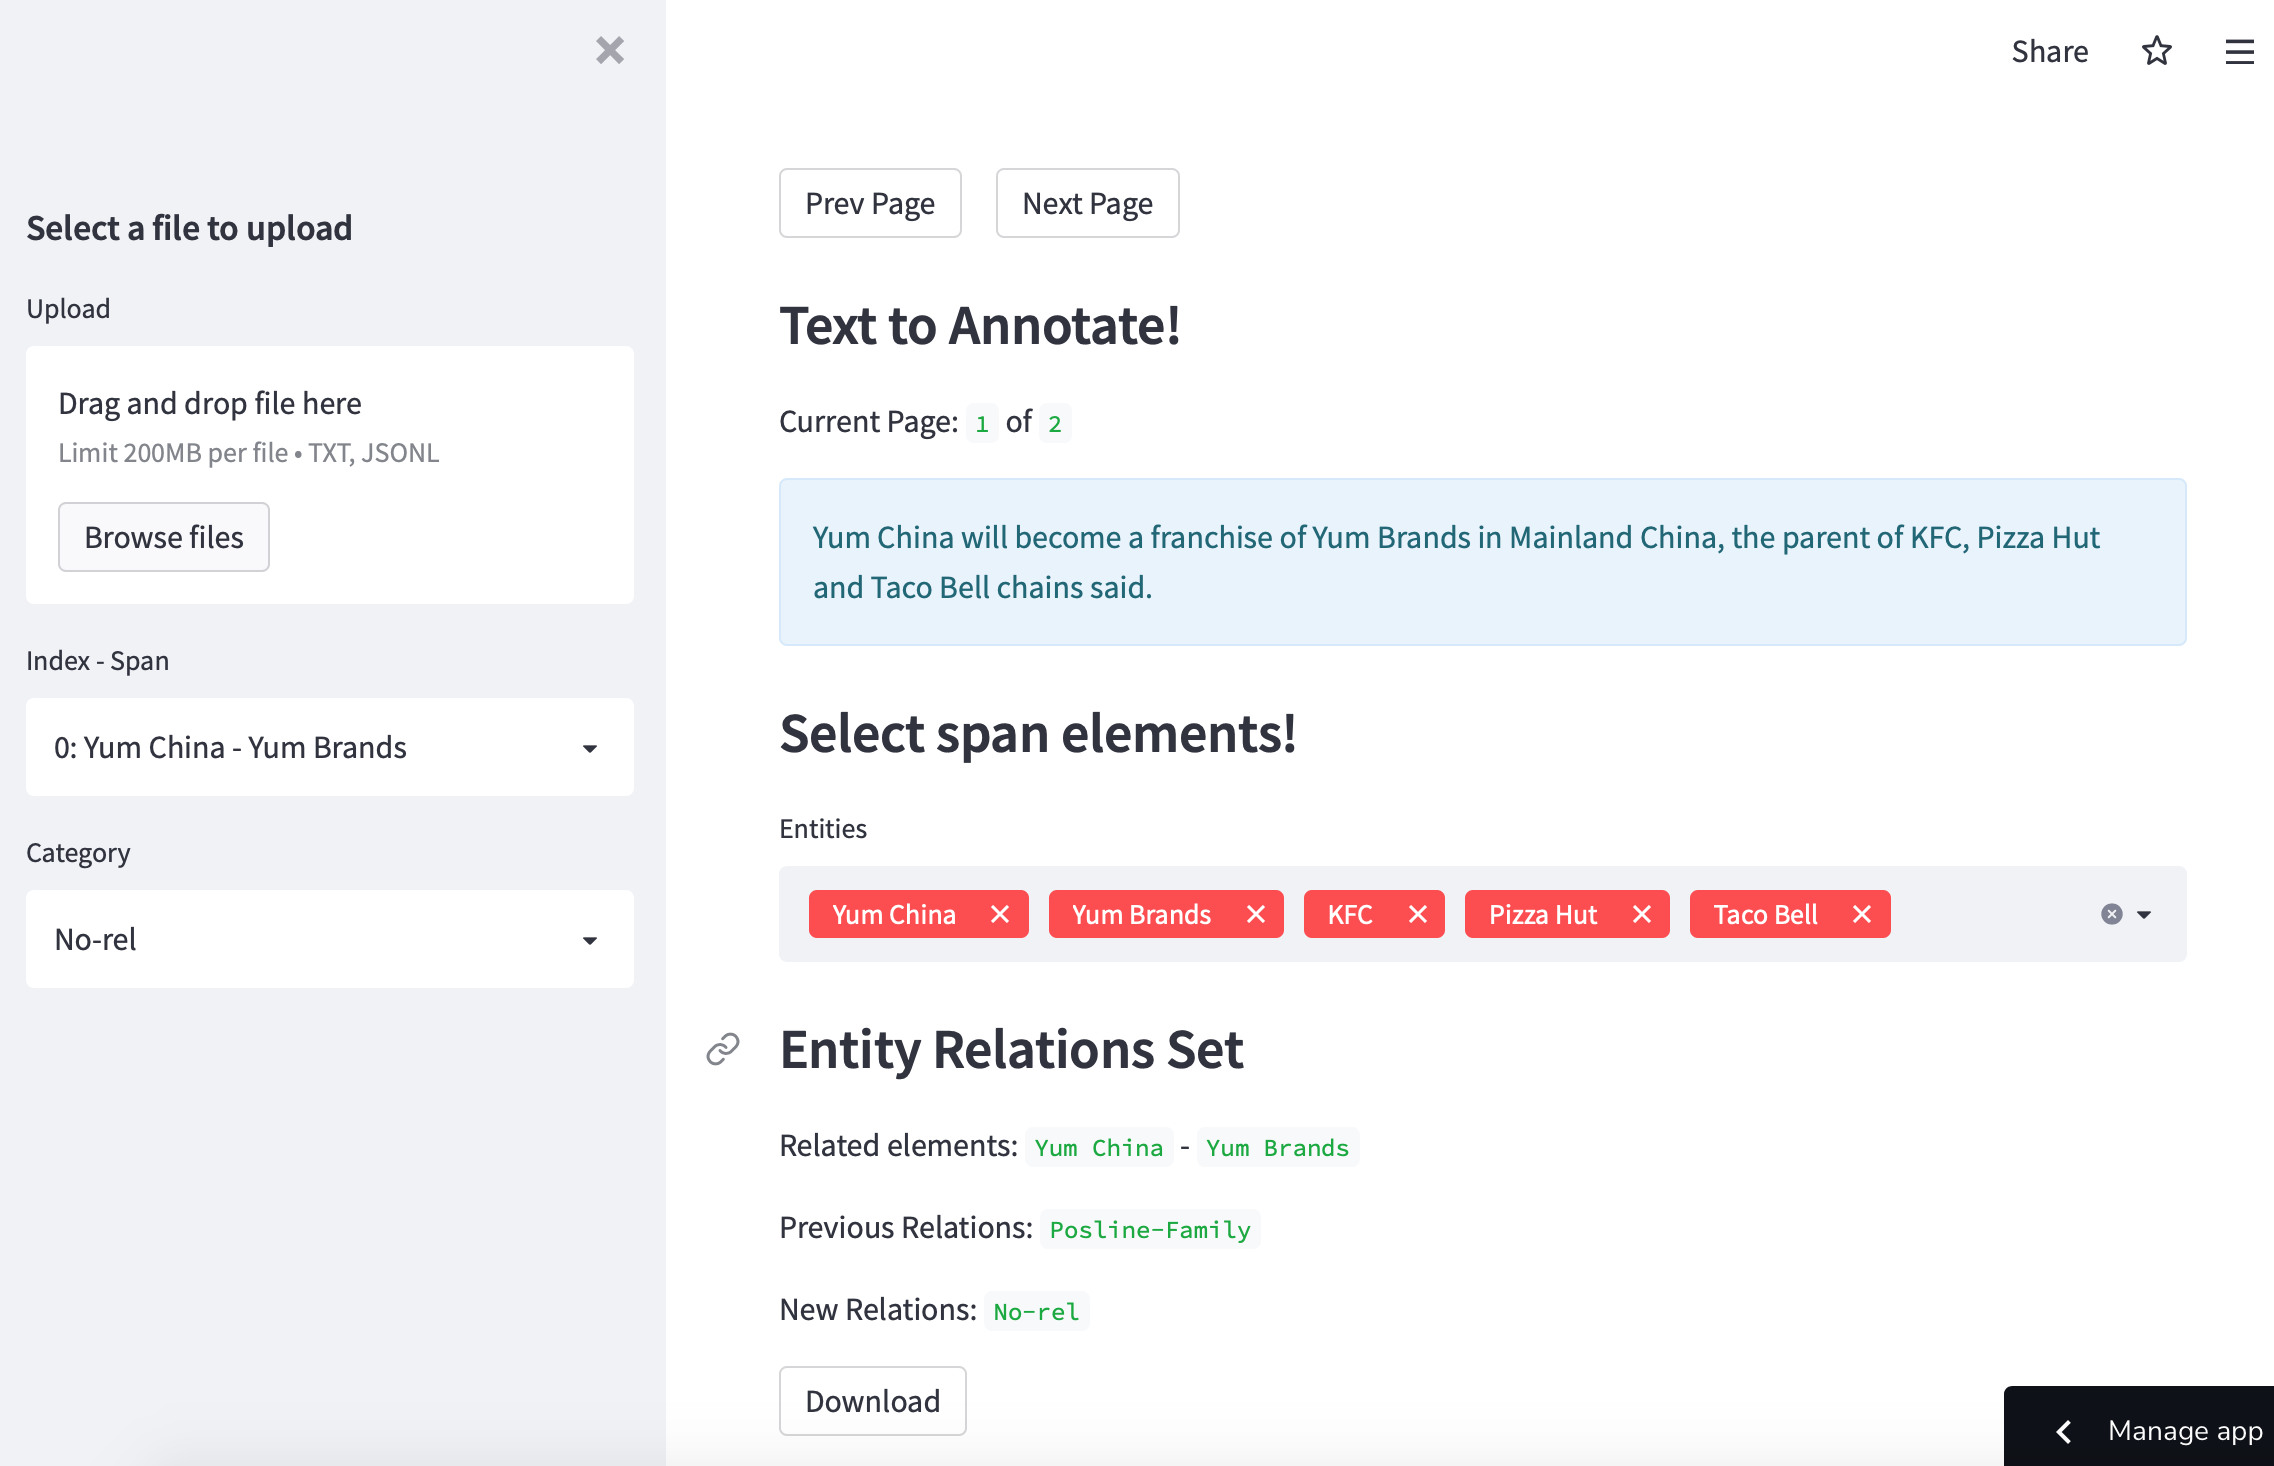 Select a file to upload
Upload
Drag and drop file here
Limit 200MB per file • TXT, JSONL
Browse files
Index - Span
0: Yum China - Yum Brands
Category
No-rel
Share
Prev Page
Next Page
Text to Annotate!
Current Page: 1 of 2
Yum China will become a franchise of Yum Brands in Mainland China, the parent of KFC, Pizza Hut
and Taco Bell chains said.
Select span elements!
Entities
Yum China
Yum Brands
KFC
Pizza Hut
Taco Bell
Entity Relations Set
Related elements: Yum China - Yum Brands
Previous Relations: Posline-Family
New Relations: No-rel
Download
Manage app